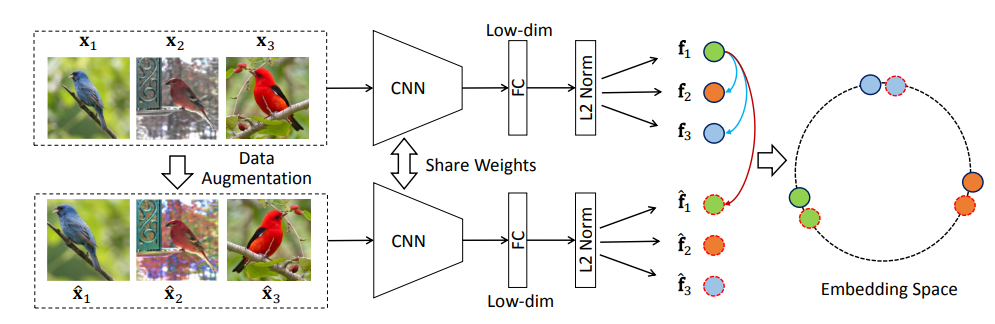 x₁ x₂ x₃
Data
Augmentation
x̂₁ x̂₂ x̂₃
CNN
Share Weights
CNN
Low-dim
FC
L2 Norm
FC
L2 Norm
Low-dim
f₁
f₂
f₃
f̂₁
f̂₂
f̂₃
Embedding Space